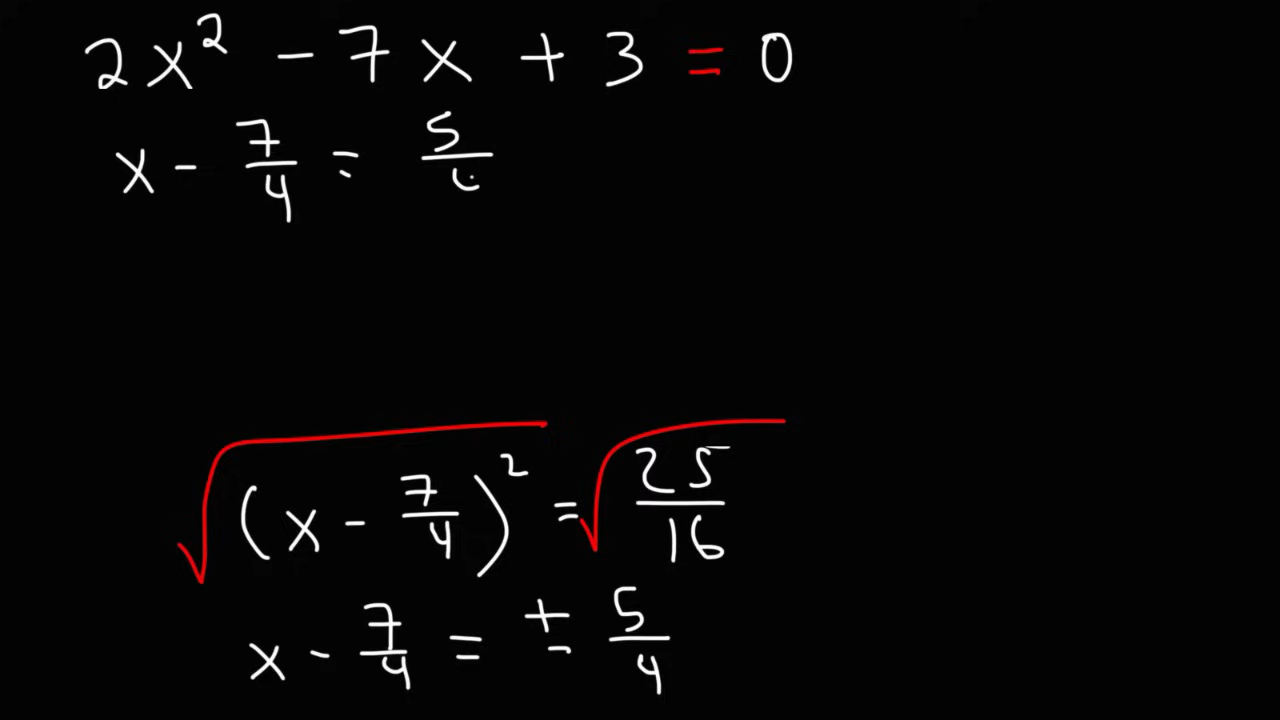 2x² - 7x + 3 = 0
x - 7/4 = 5/
√(x - 7/4)² = √25/16
x - 7/4 = ± 5/4